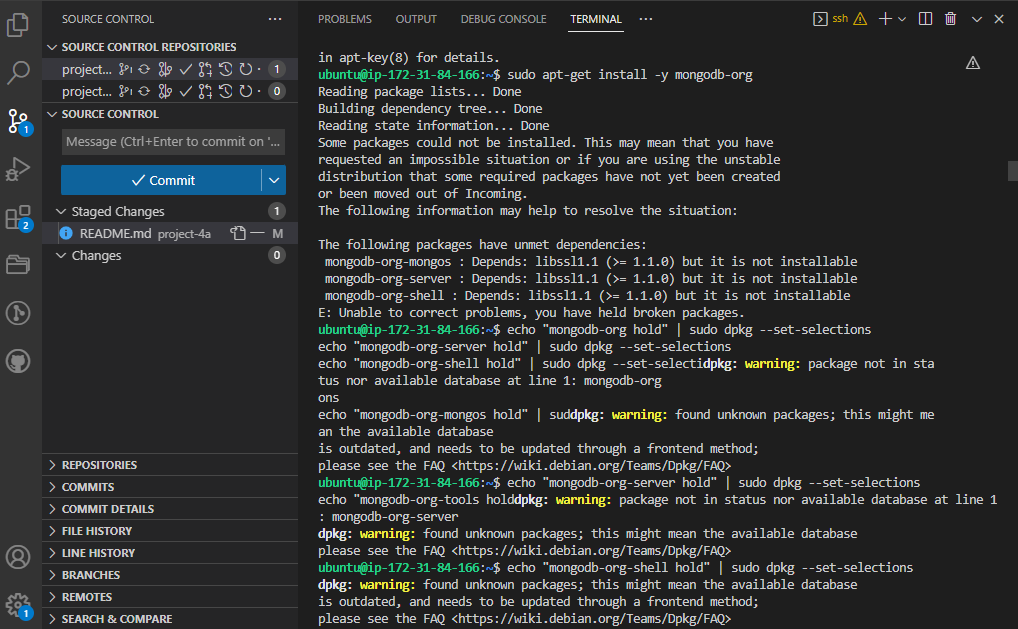 SOURCE CONTROL
SOURCE CONTROL REPOSITORIES
project...
1
project...
0
SOURCE CONTROL
Message (Ctrl+Enter to commit on '...
Commit
Staged Changes
1
README.md project-4a
M
Changes
0
REPOSITORIES
COMMITS
COMMIT DETAILS
FILE HISTORY
LINE HISTORY
BRANCHES
REMOTES
SEARCH & COMPARE
1
2
1
PROBLEMS OUTPUT DEBUG CONSOLE TERMINAL
ssh
in apt-key(8) for details.
ubuntu@ip-172-31-84-166:~$ sudo apt-get install -y mongodb-org
Reading package lists... Done
Building dependency tree... Done
Reading state information... Done
Some packages could not be installed. This may mean that you have
requested an impossible situation or if you are using the unstable
distribution that some required packages have not yet been created
or been moved out of Incoming.
The following information may help to resolve the situation:
The following packages have unmet dependencies:
mongodb-org-mongos : Depends: libssl1.1 (>= 1.1.0) but it is not installable
mongodb-org-server : Depends: libssl1.1 (>= 1.1.0) but it is not installable
mongodb-org-shell : Depends: libssl1.1 (>= 1.1.0) but it is not installable
E: Unable to correct problems, you have held broken packages.
ubuntu@ip-172-31-84-166:~$ echo "mongodb-org hold" | sudo dpkg --set-selections
echo "mongodb-org-server hold" | sudo dpkg --set-selections
echo "mongodb-org-shell hold" | sudo dpkg --set-selectidpkg: warning: package not in sta
tus nor available database at line 1: mongodb-org
ons
echo "mongodb-org-mongos hold" | suddpkg: warning: found unknown packages; this might me
an the available database
is outdated, and needs to be updated through a frontend method;
please see the FAQ <https://wiki.debian.org/Teams/Dpkg/FAQ>
ubuntu@ip-172-31-84-166:~$ echo "mongodb-org-server hold" | sudo dpkg --set-selections
echo "mongodb-org-tools holddpkg: warning: package not in status nor available database at line 1
: mongodb-org-server
dpkg: warning: found unknown packages; this might mean the available database
please see the FAQ <https://wiki.debian.org/Teams/Dpkg/FAQ>
ubuntu@ip-172-31-84-166:~$ echo "mongodb-org-shell hold" | sudo dpkg --set-selections
dpkg: warning: found unknown packages; this might mean the available database
is outdated, and needs to be updated through a frontend method;
please see the FAQ <https://wiki.debian.org/Teams/Dpkg/FAQ>